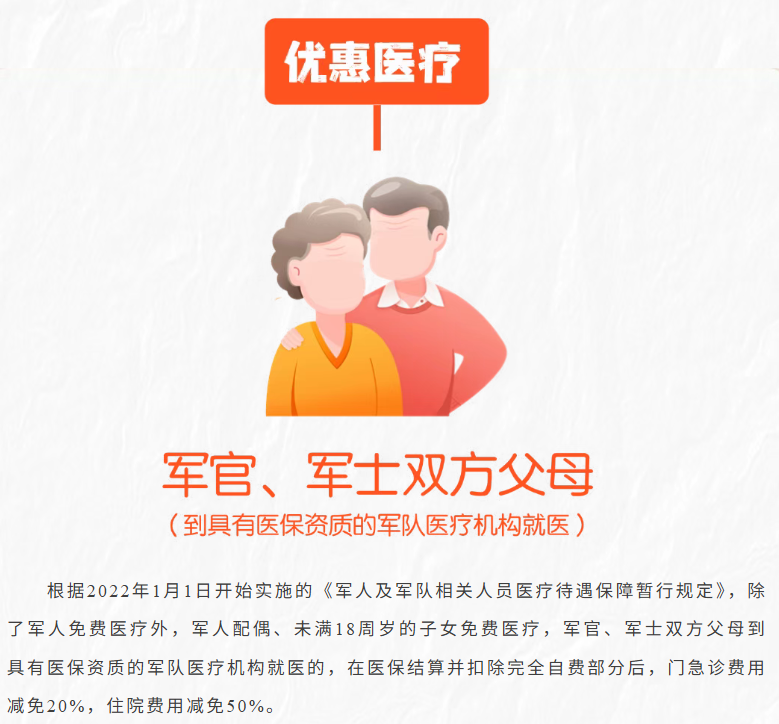 优惠医疗
军官、军士双方父母
（到具有医保资质的军队医疗机构就医）
根据2022年1月1日开始实施的《军人及军队相关人员医疗待遇保障暂行规定》，除
了军人免费医疗外，军人配偶、未满18周岁的子女免费医疗，军官、军士双方父母到
具有医保资质的军队医疗机构就医的，在医保结算并扣除完全自费部分后，门急诊费用
减免20%，住院费用减免50%。